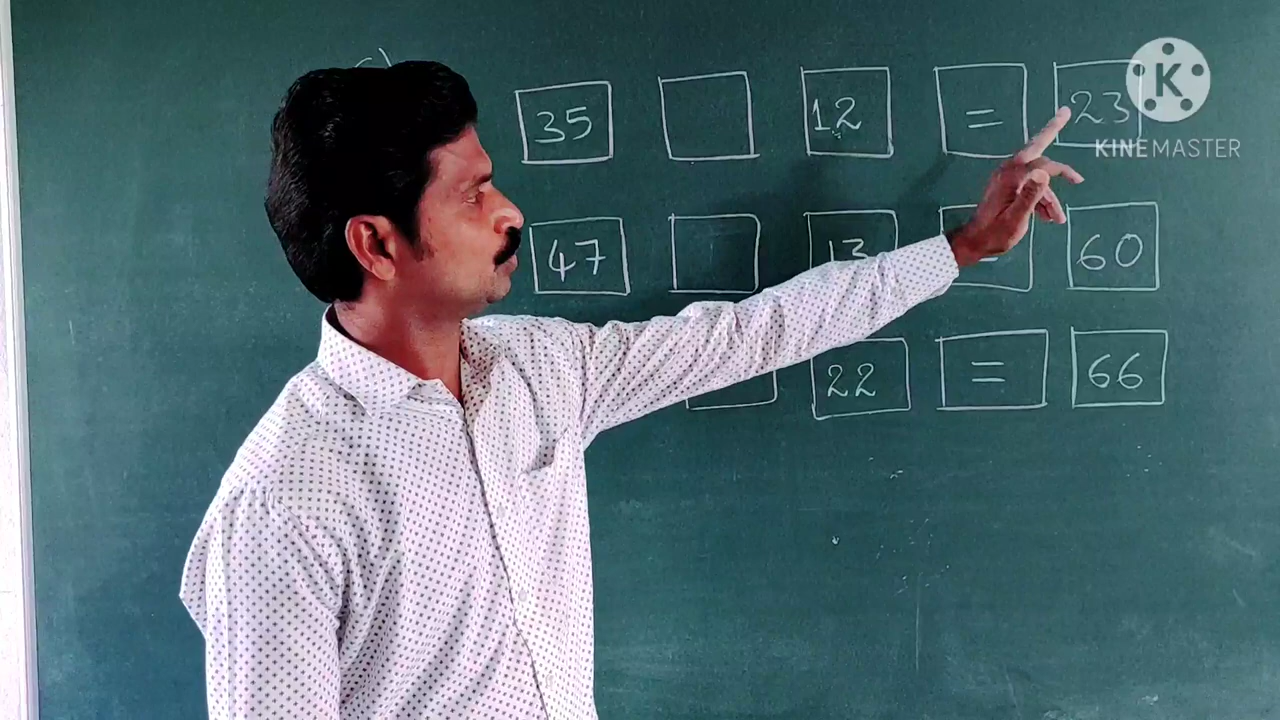 35 12 = 23
47 13 = 60
22 = 66
K
KINEMASTER